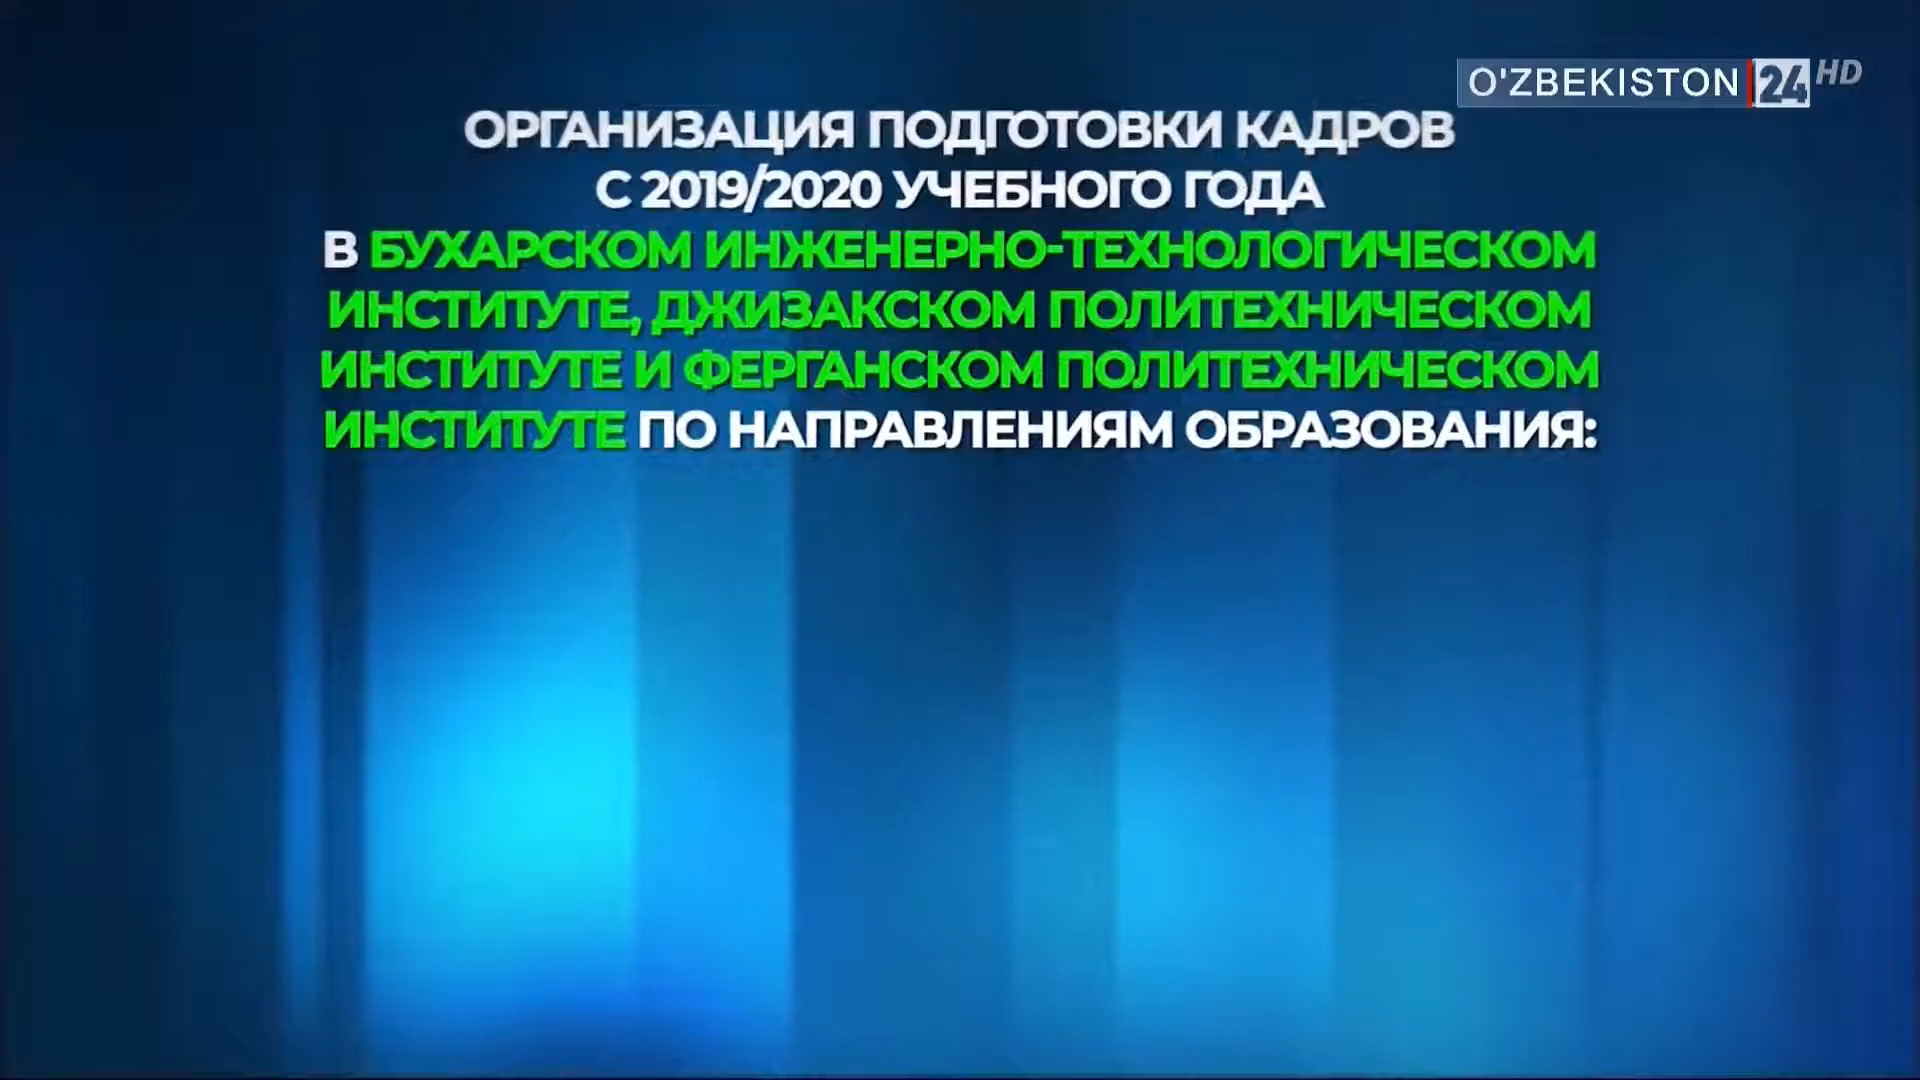 O'ZBEKISTON 24 HD
ОРГАНИЗАЦИЯ ПОДГОТОВКИ КАДРОВ
С 2019/2020 УЧЕБНОГО ГОДА
В БУХАРСКОМ ИНЖЕНЕРНО-ТЕХНОЛОГИЧЕСКОМ
ИНСТИТУТЕ, ДЖИЗАКСКОМ ПОЛИТЕХНИЧЕСКОМ
ИНСТИТУТЕ И ФЕРГАНСКОМ ПОЛИТЕХНИЧЕСКОМ
ИНСТИТУТЕ ПО НАПРАВЛЕНИЯМ ОБРАЗОВАНИЯ: